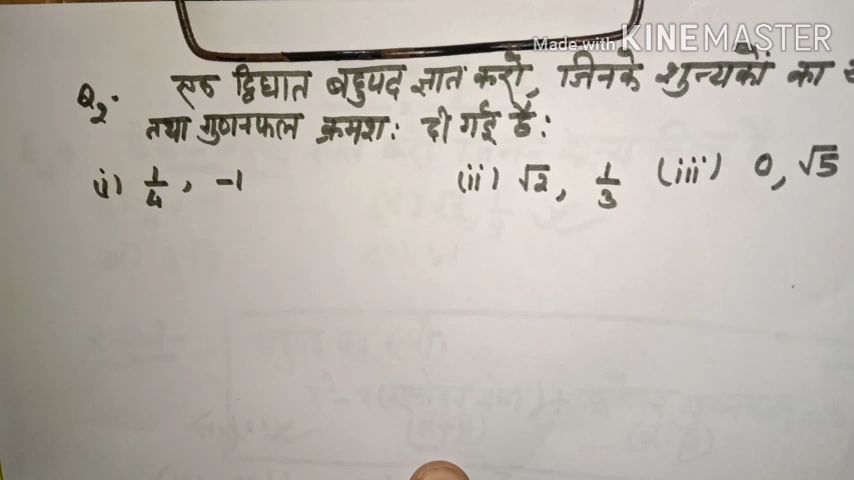 Made with KINEMASTER
Q2. एक द्विघात बहुपद ज्ञात करो, जिनके शुन्यकों का
तथा गुणनफल क्रमशः दी गई है:
(i) 1/4, -1 (ii) √2, 1/3 (iii) 0, √5